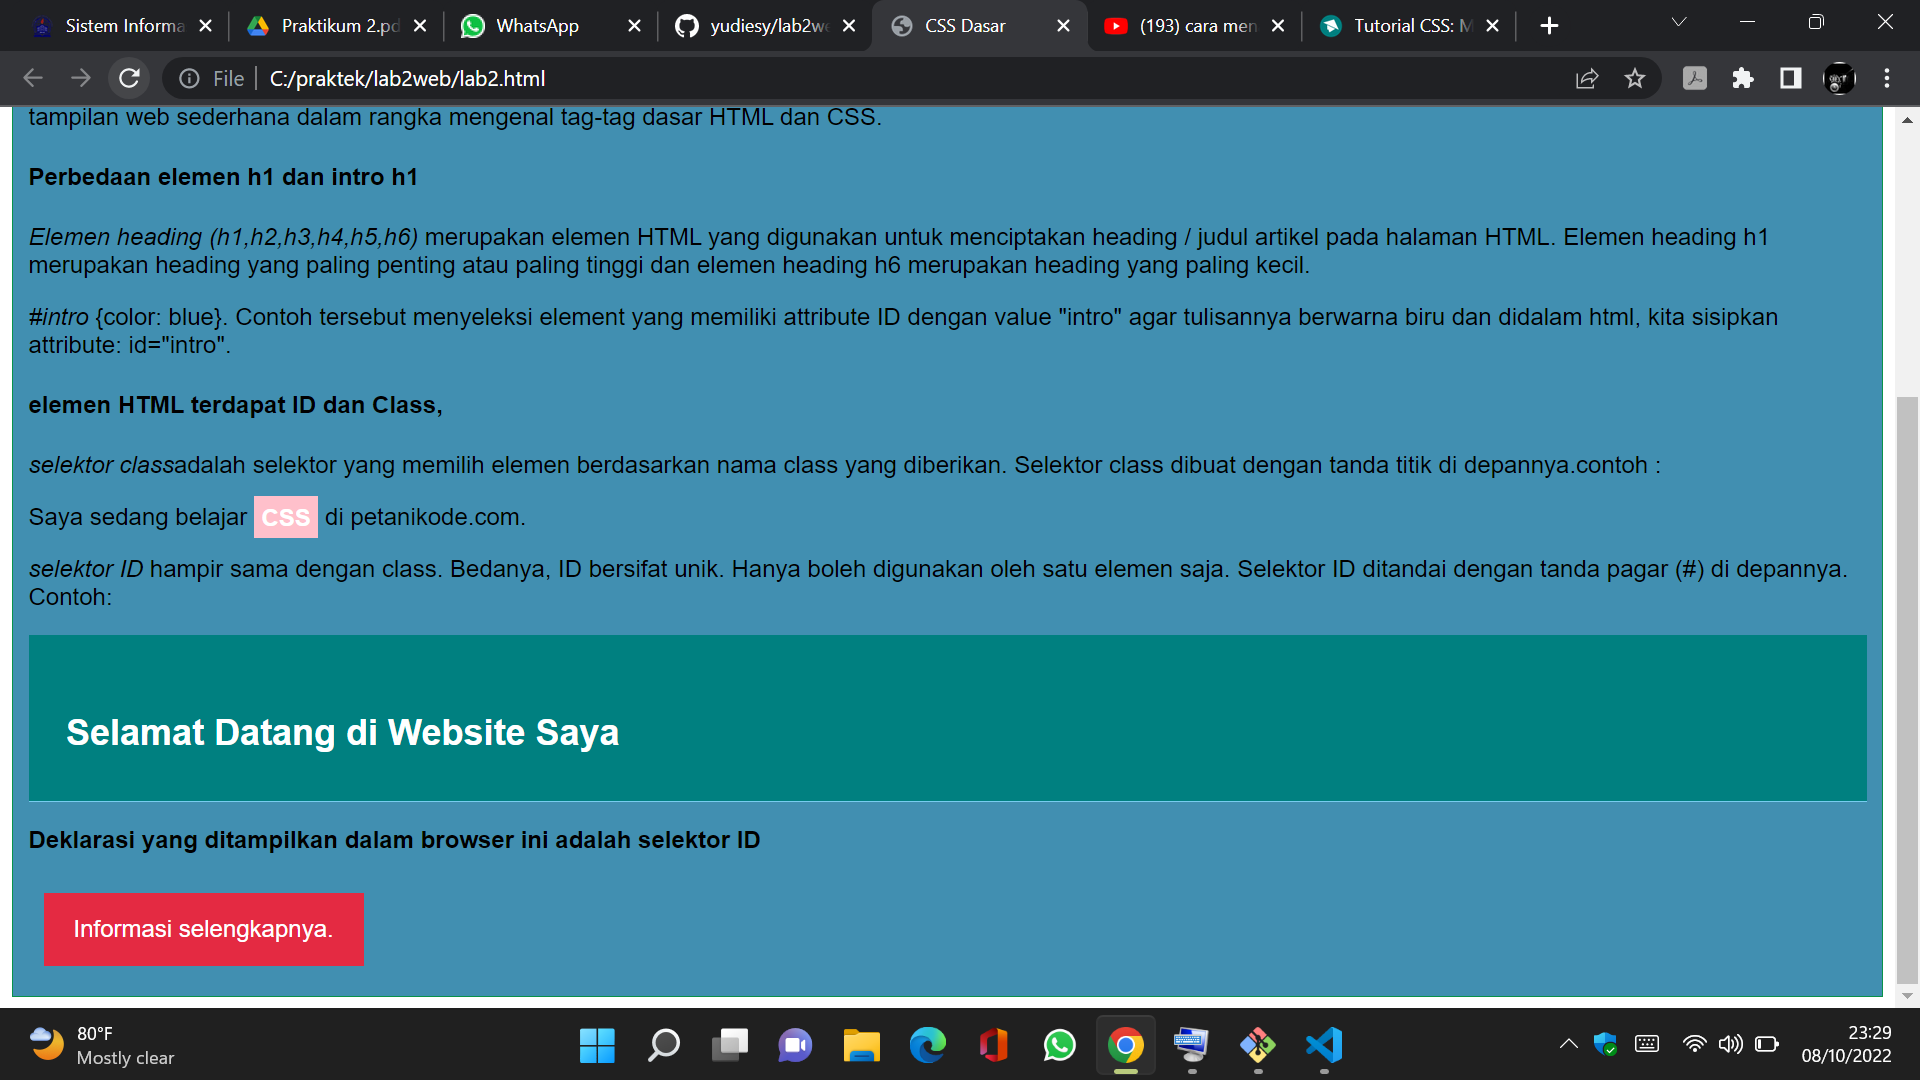 Sistem Informa
Praktikum 2.pd
WhatsApp
yudiesy/lab2we
CSS Dasar
(193) cara men
Tutorial CSS: M
File
C:/praktek/lab2web/lab2.html
tampilan web sederhana dalam rangka mengenal tag-tag dasar HTML dan CSS.
Perbedaan elemen h1 dan intro h1
Elemen heading (h1,h2,h3,h4,h5,h6) merupakan elemen HTML yang digunakan untuk menciptakan heading / judul artikel pada halaman HTML. Elemen heading h1
merupakan heading yang paling penting atau paling tinggi dan elemen heading h6 merupakan heading yang paling kecil.
#intro {color: blue}. Contoh tersebut menyeleksi element yang memiliki attribute ID dengan value "intro" agar tulisannya berwarna biru dan didalam html, kita sisipkan
attribute: id="intro".
elemen HTML terdapat ID dan Class,
selektor classadalah selektor yang memilih elemen berdasarkan nama class yang diberikan. Selektor class dibuat dengan tanda titik di depannya.contoh :
Saya sedang belajar CSS di petanikode.com.
selektor ID hampir sama dengan class. Bedanya, ID bersifat unik. Hanya boleh digunakan oleh satu elemen saja. Selektor ID ditandai dengan tanda pagar (#) di depannya.
Contoh:
Selamat Datang di Website Saya
Deklarasi yang ditampilkan dalam browser ini adalah selektor ID
Informasi selengkapnya.
80°F
Mostly clear
23:29
08/10/2022